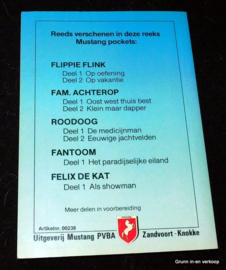 Reeds verschenen in deze reeks
Mustang pockets:
FLIPPIE FLINK
Deel 1 Op oefening
Deel 2 Op vakantie
FAM. ACHTEROP
Deel 1 Oost west thuis best
Deel 2 Klein maar dapper
ROODOOG
Deel 1 De medicijnman
Deel 2 Eeuwige jachtvelden
FANTOOM
Deel 1 Het paradijselijke eiland
FELIX DE KAT
Deel 1 Als showman
Meer delen in voorbereiding
Artikelnr. 00238
Uitgeverij Mustang PVBA Zandvoort - Knokke
Grunn in-en verkoop